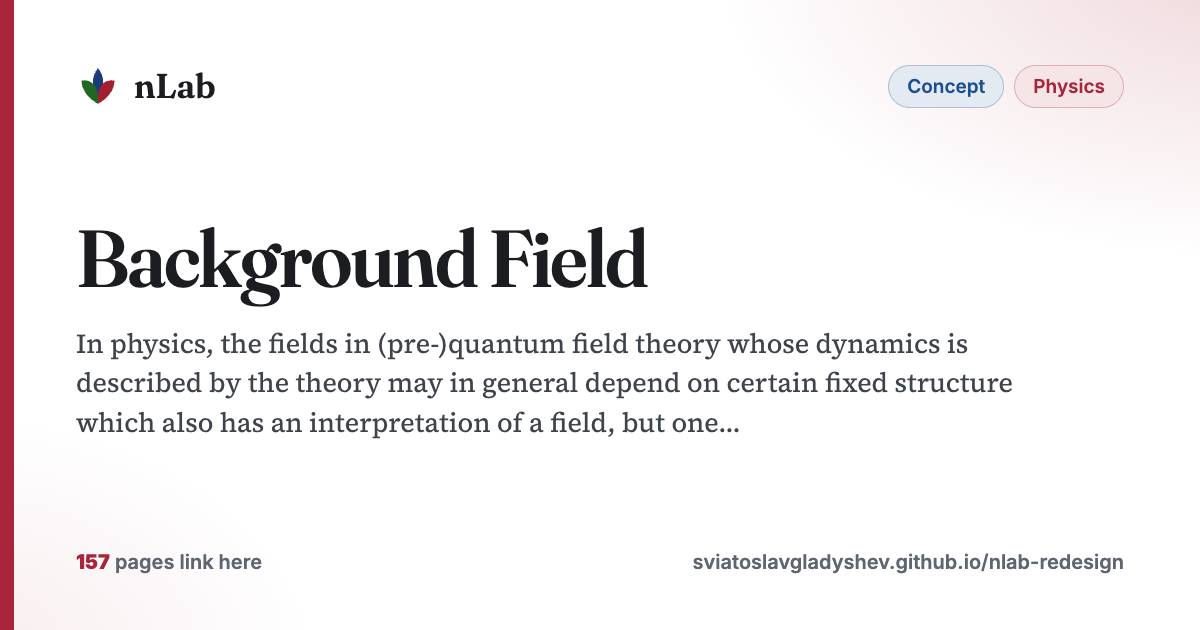 nLab
Concept
Physics
Background Field
In physics, the fields in (pre-)quantum field theory whose dynamics is
described by the theory may in general depend on certain fixed structure
which also has an interpretation of a field, but one...
157 pages link here
sviatoslavgladyshev.github.io/nlab-redesign